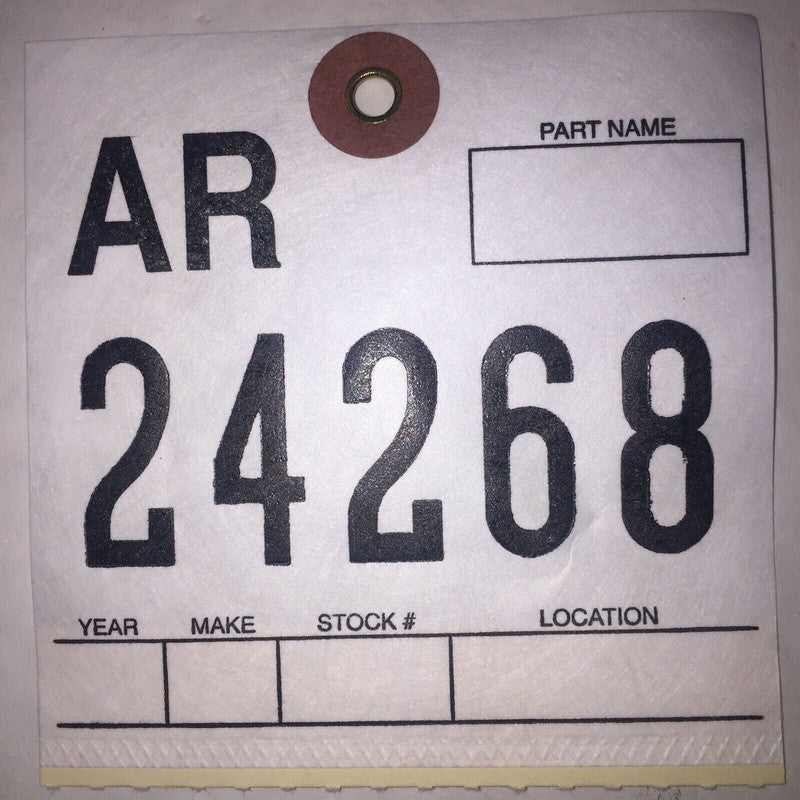 PART NAME
AR
24268
YEAR MAKE STOCK # LOCATION